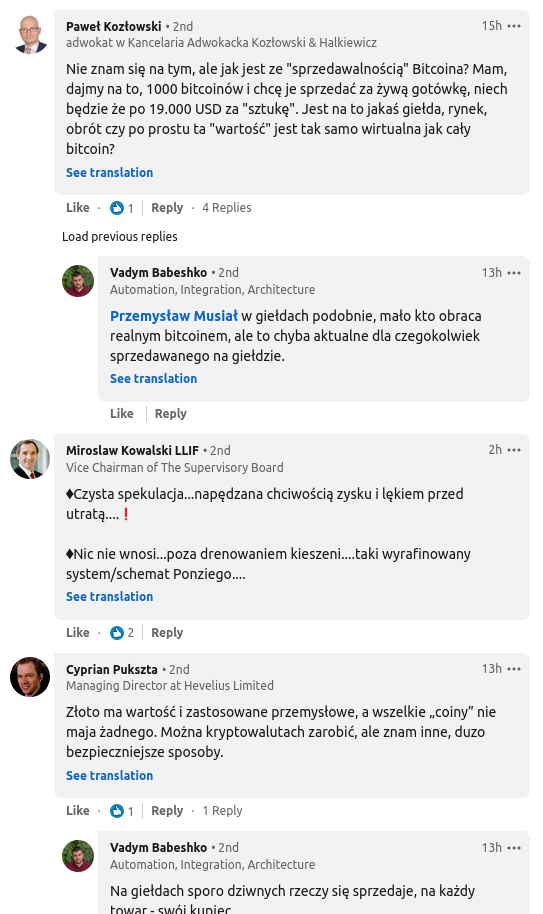 Paweł Kozłowski • 2nd 15h •••
adwokat w Kancelaria Adwokacka Kozłowski & Halkiewicz
Nie znam się na tym, ale jak jest ze "sprzedawalnością" Bitcoina? Mam,
dajmy na to, 1000 bitcoinów i chcę je sprzedać za żywą gotówkę, niech
będzie że po 19.000 USD za "sztukę". Jest na to jakaś giełda, rynek,
obrót czy po prostu ta "wartość" jest tak samo wirtualna jak cały
bitcoin?
See translation
Like · 1 Reply · 4 Replies
Load previous replies
Vadym Babeshko • 2nd 13h •••
Automation, Integration, Architecture
Przemysław Musiał w giełdach podobnie, mało kto obraca
realnym bitcoinem, ale to chyba aktualne dla czegokolwiek
sprzedawanego na giełdzie.
See translation
Like Reply
Miroslaw Kowalski LLIF • 2nd 2h •••
Vice Chairman of The Supervisory Board
♦Czysta spekulacja...napędzana chciwością zysku i lękiem przed
utratą....❗
♦Nic nie wnosi...poza drenowaniem kieszeni....taki wyrafinowany
system/schemat Ponziego....
See translation
Like · 2 Reply
Cyprian Pukszta • 2nd 13h •••
Managing Director at Hevelius Limited
Złoto ma wartość i zastosowane przemysłowe, a wszelkie „coiny” nie
maja żadnego. Można kryptowalutach zarobić, ale znam inne, duzo
bezpieczniejsze sposoby.
See translation
Like · 1 Reply · 1 Reply
Vadym Babeshko • 2nd 13h •••
Automation, Integration, Architecture
Na giełdach sporo dziwnych rzeczy się sprzedaje, na każdy
towar - swój kupiec